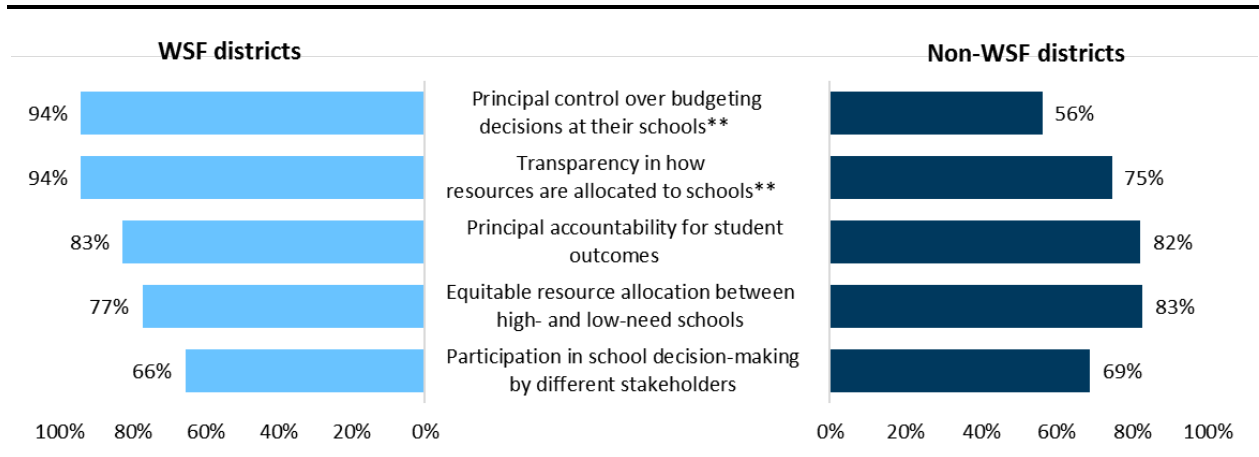 WSF districts
Non-WSF districts
94%
Principal control over budgeting
decisions at their schools**
56%
94%
Transparency in how
resources are allocated to schools**
75%
83%
Principal accountability for student
outcomes
82%
77%
Equitable resource allocation between
high- and low-need schools
83%
66%
Participation in school decision-making
by different stakeholders
69%
100% 80% 60% 40% 20% 0%
0% 20% 40% 60% 80% 100%